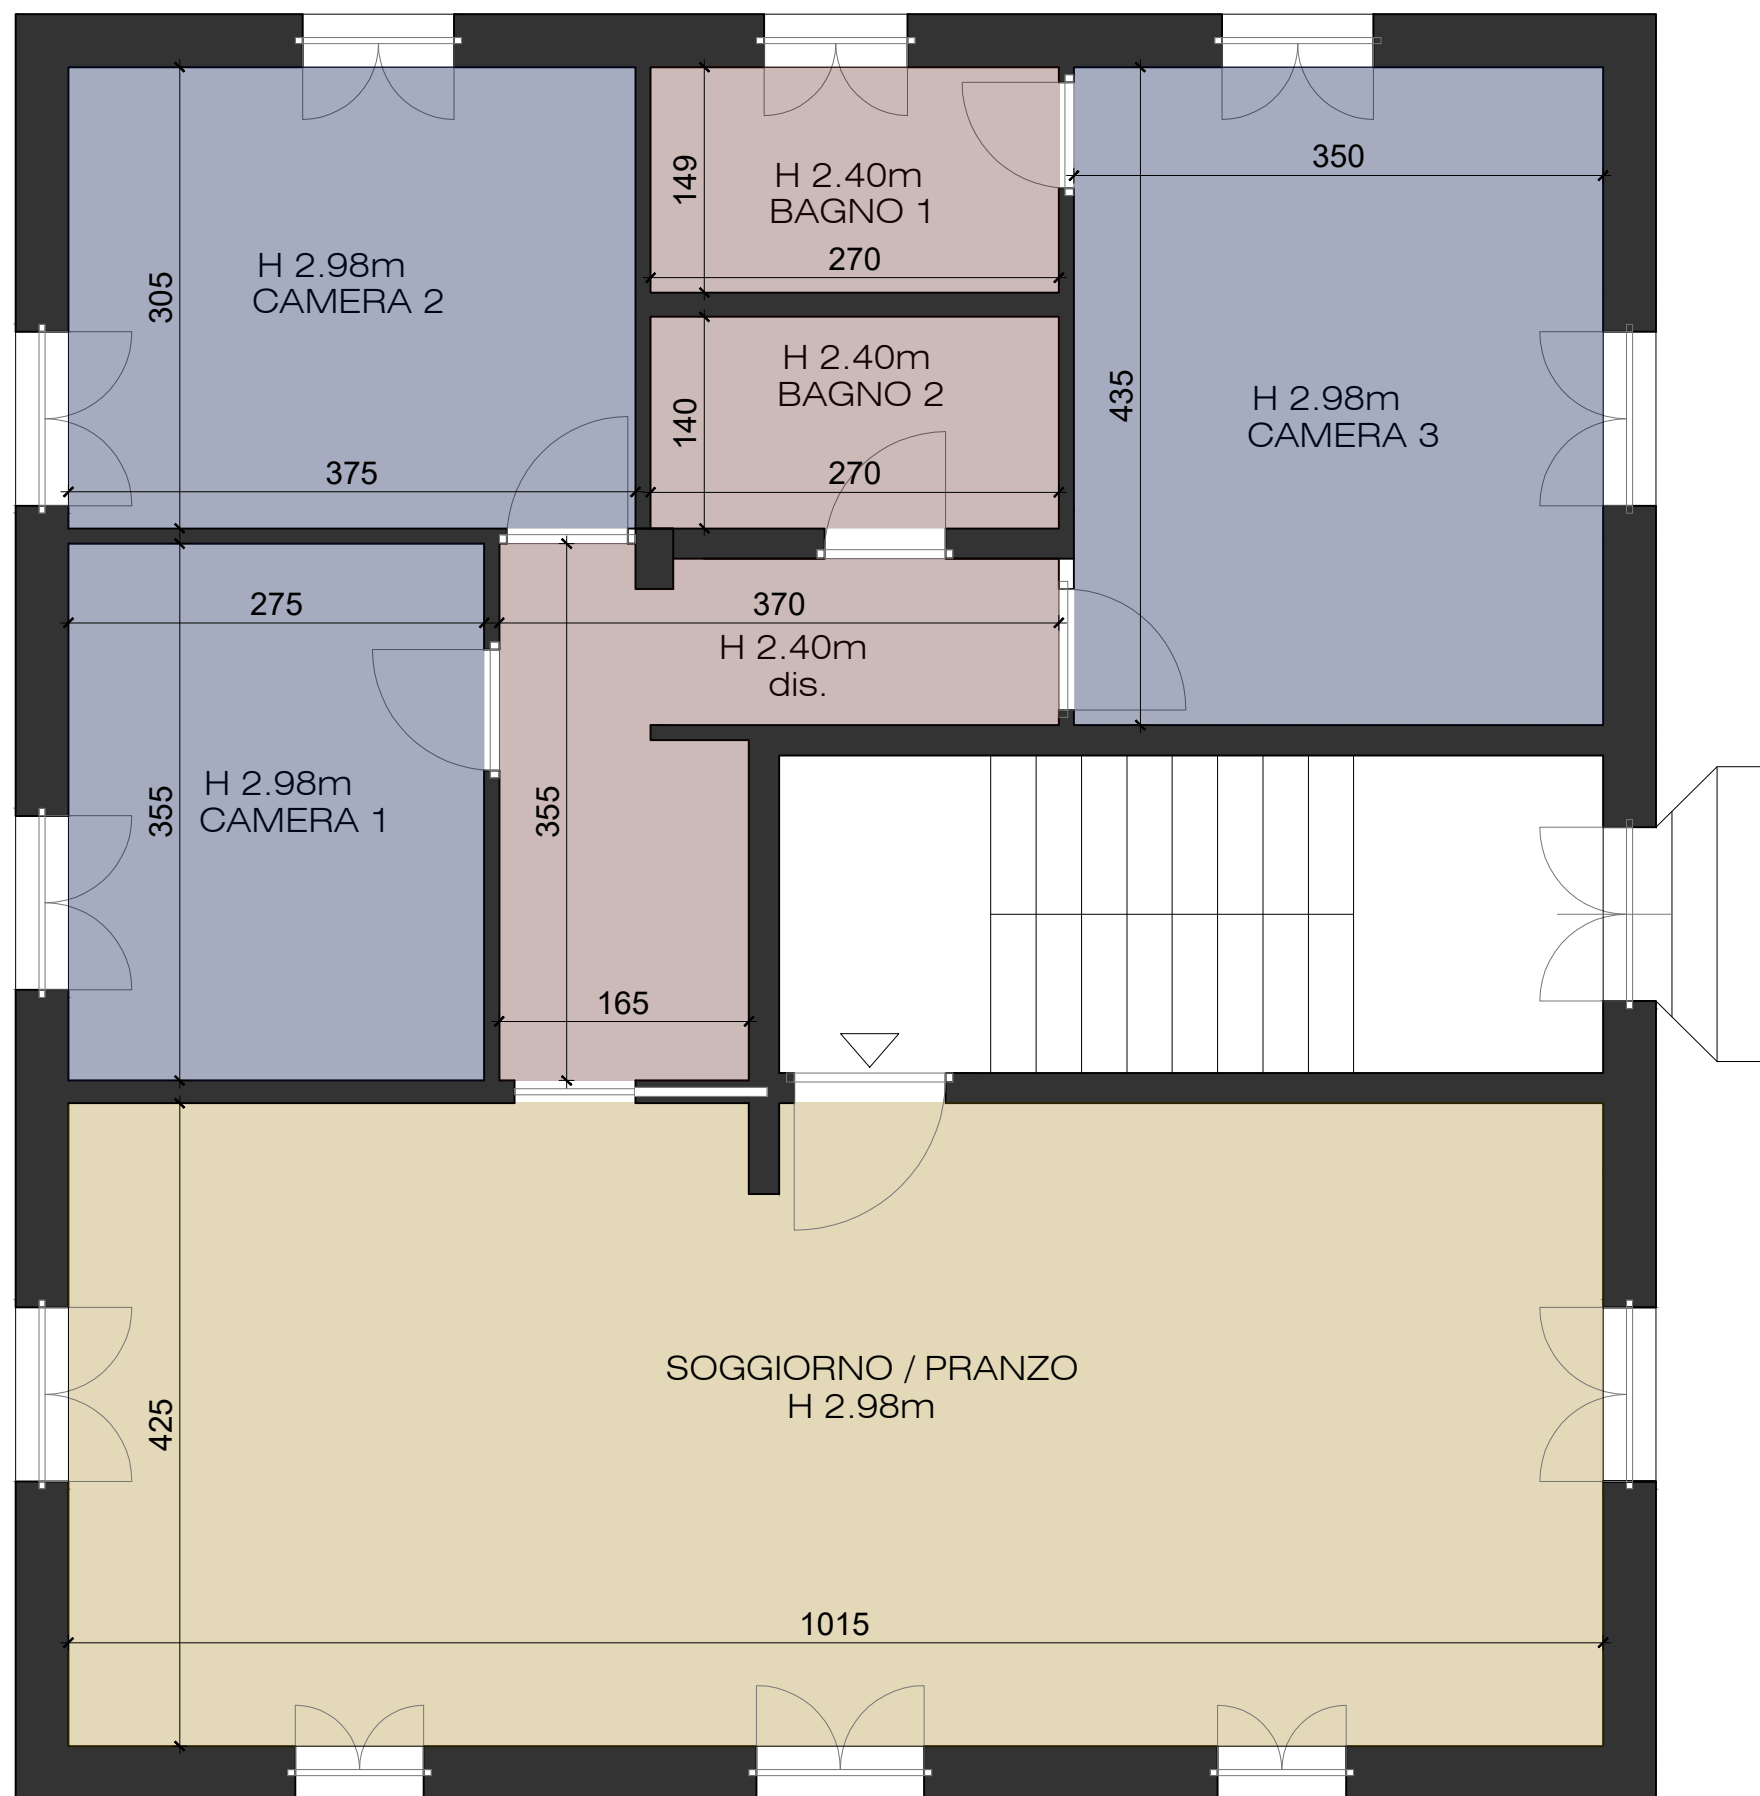 350
149
H 2.40m
BAGNO 1
270
H 2.98m
CAMERA 2
305
375
H 2.40m
BAGNO 2
140
270
435
H 2.98m
CAMERA 3
275
370
H 2.40m
dis.
H 2.98m
CAMERA 1
355
355
165
SOGGIORNO / PRANZO
H 2.98m
425
1015